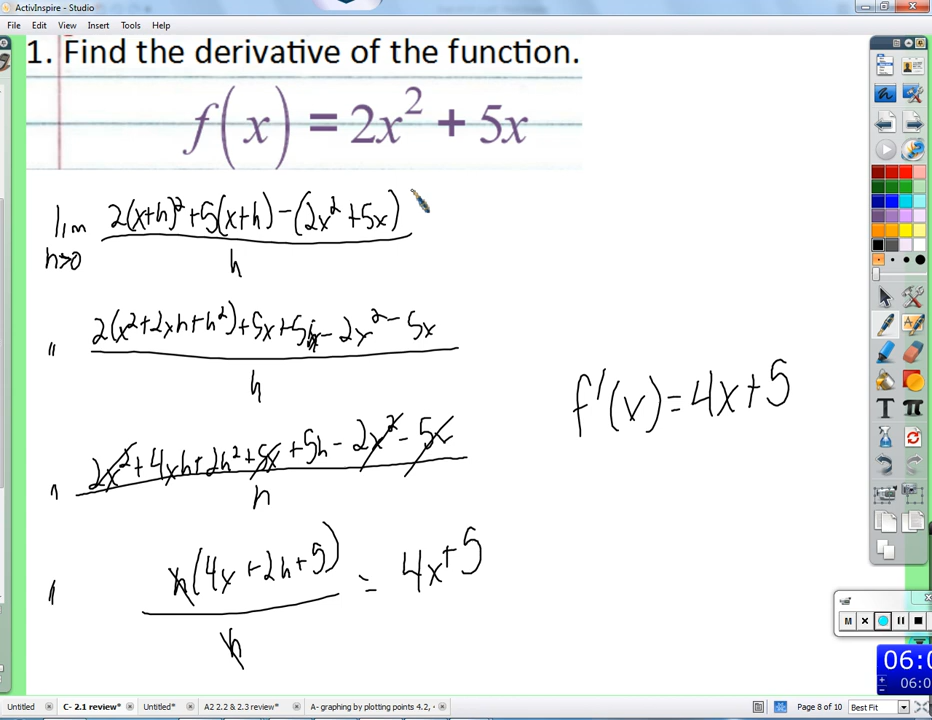 ActivInspire - Studio
File Edit View Insert Tools Help
1. Find the derivative of the function.
f(x) = 2x² + 5x
lim h→0 2(x+h)² + 5(x+h) - (2x² + 5x) / h
" 2(x²+2xh+h²)+5x+5h-2x²-5x / h
" 2x²+4xh+2h²+5x+5h-2x²-5x / h
" h(4x+2h+5) / h = 4x+5
f'(x)=4x+5
M
06:0
06:0
Untitled C- 2.1 review* Untitled* A2 2.2 & 2.3 review* A- graphing by plotting points 4.2, Page 8 of 10 Best Fit